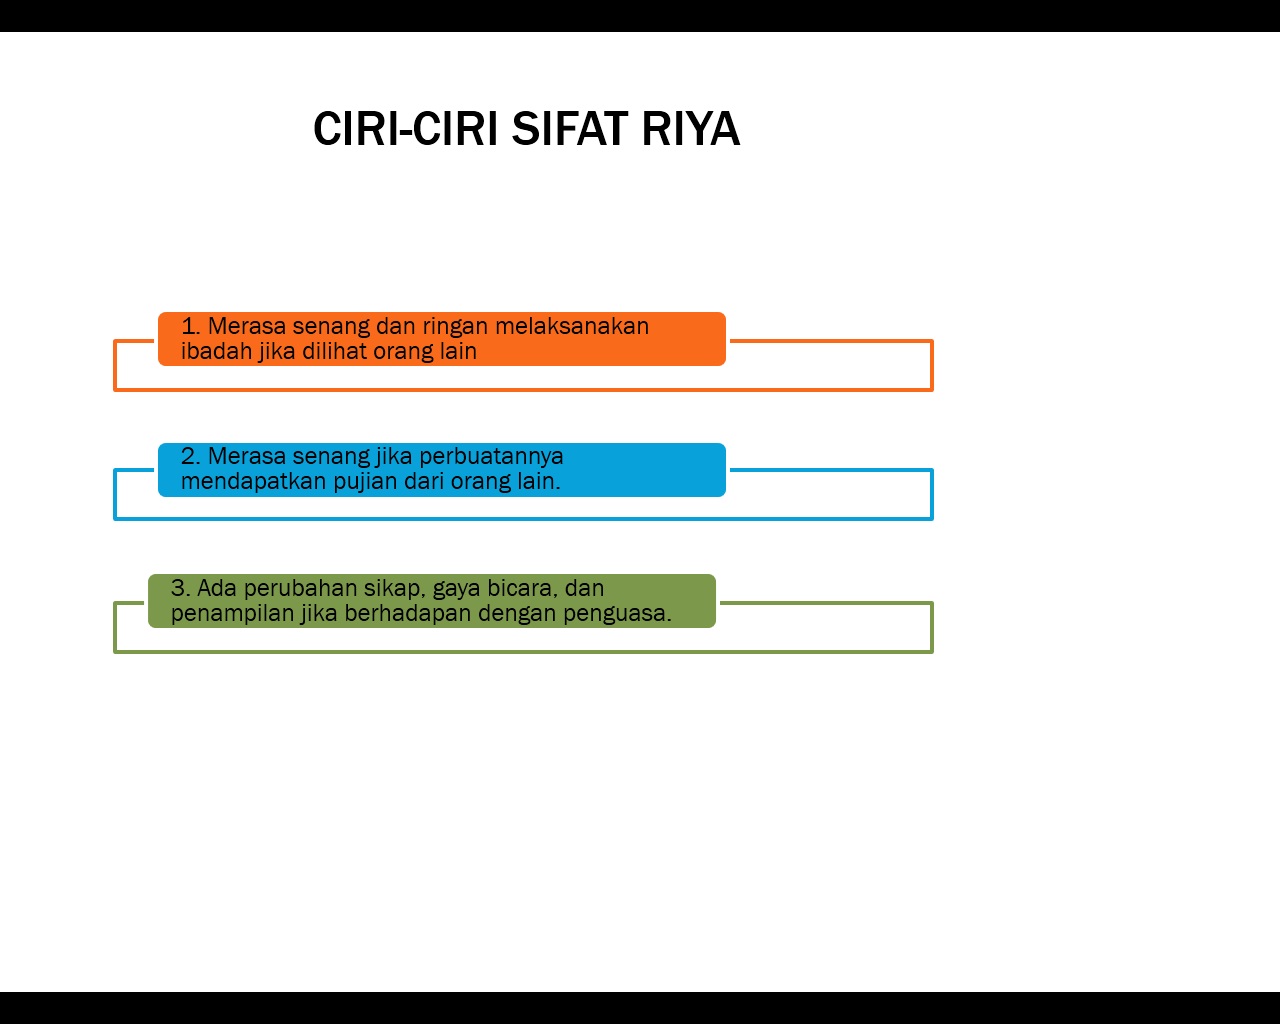 CIRI-CIRI SIFAT RIYA
1. Merasa senang dan ringan melaksanakan
ibadah jika dilihat orang lain
2. Merasa senang jika perbuatannya
mendapatkan pujian dari orang lain.
3. Ada perubahan sikap, gaya bicara, dan
penampilan jika berhadapan dengan penguasa.